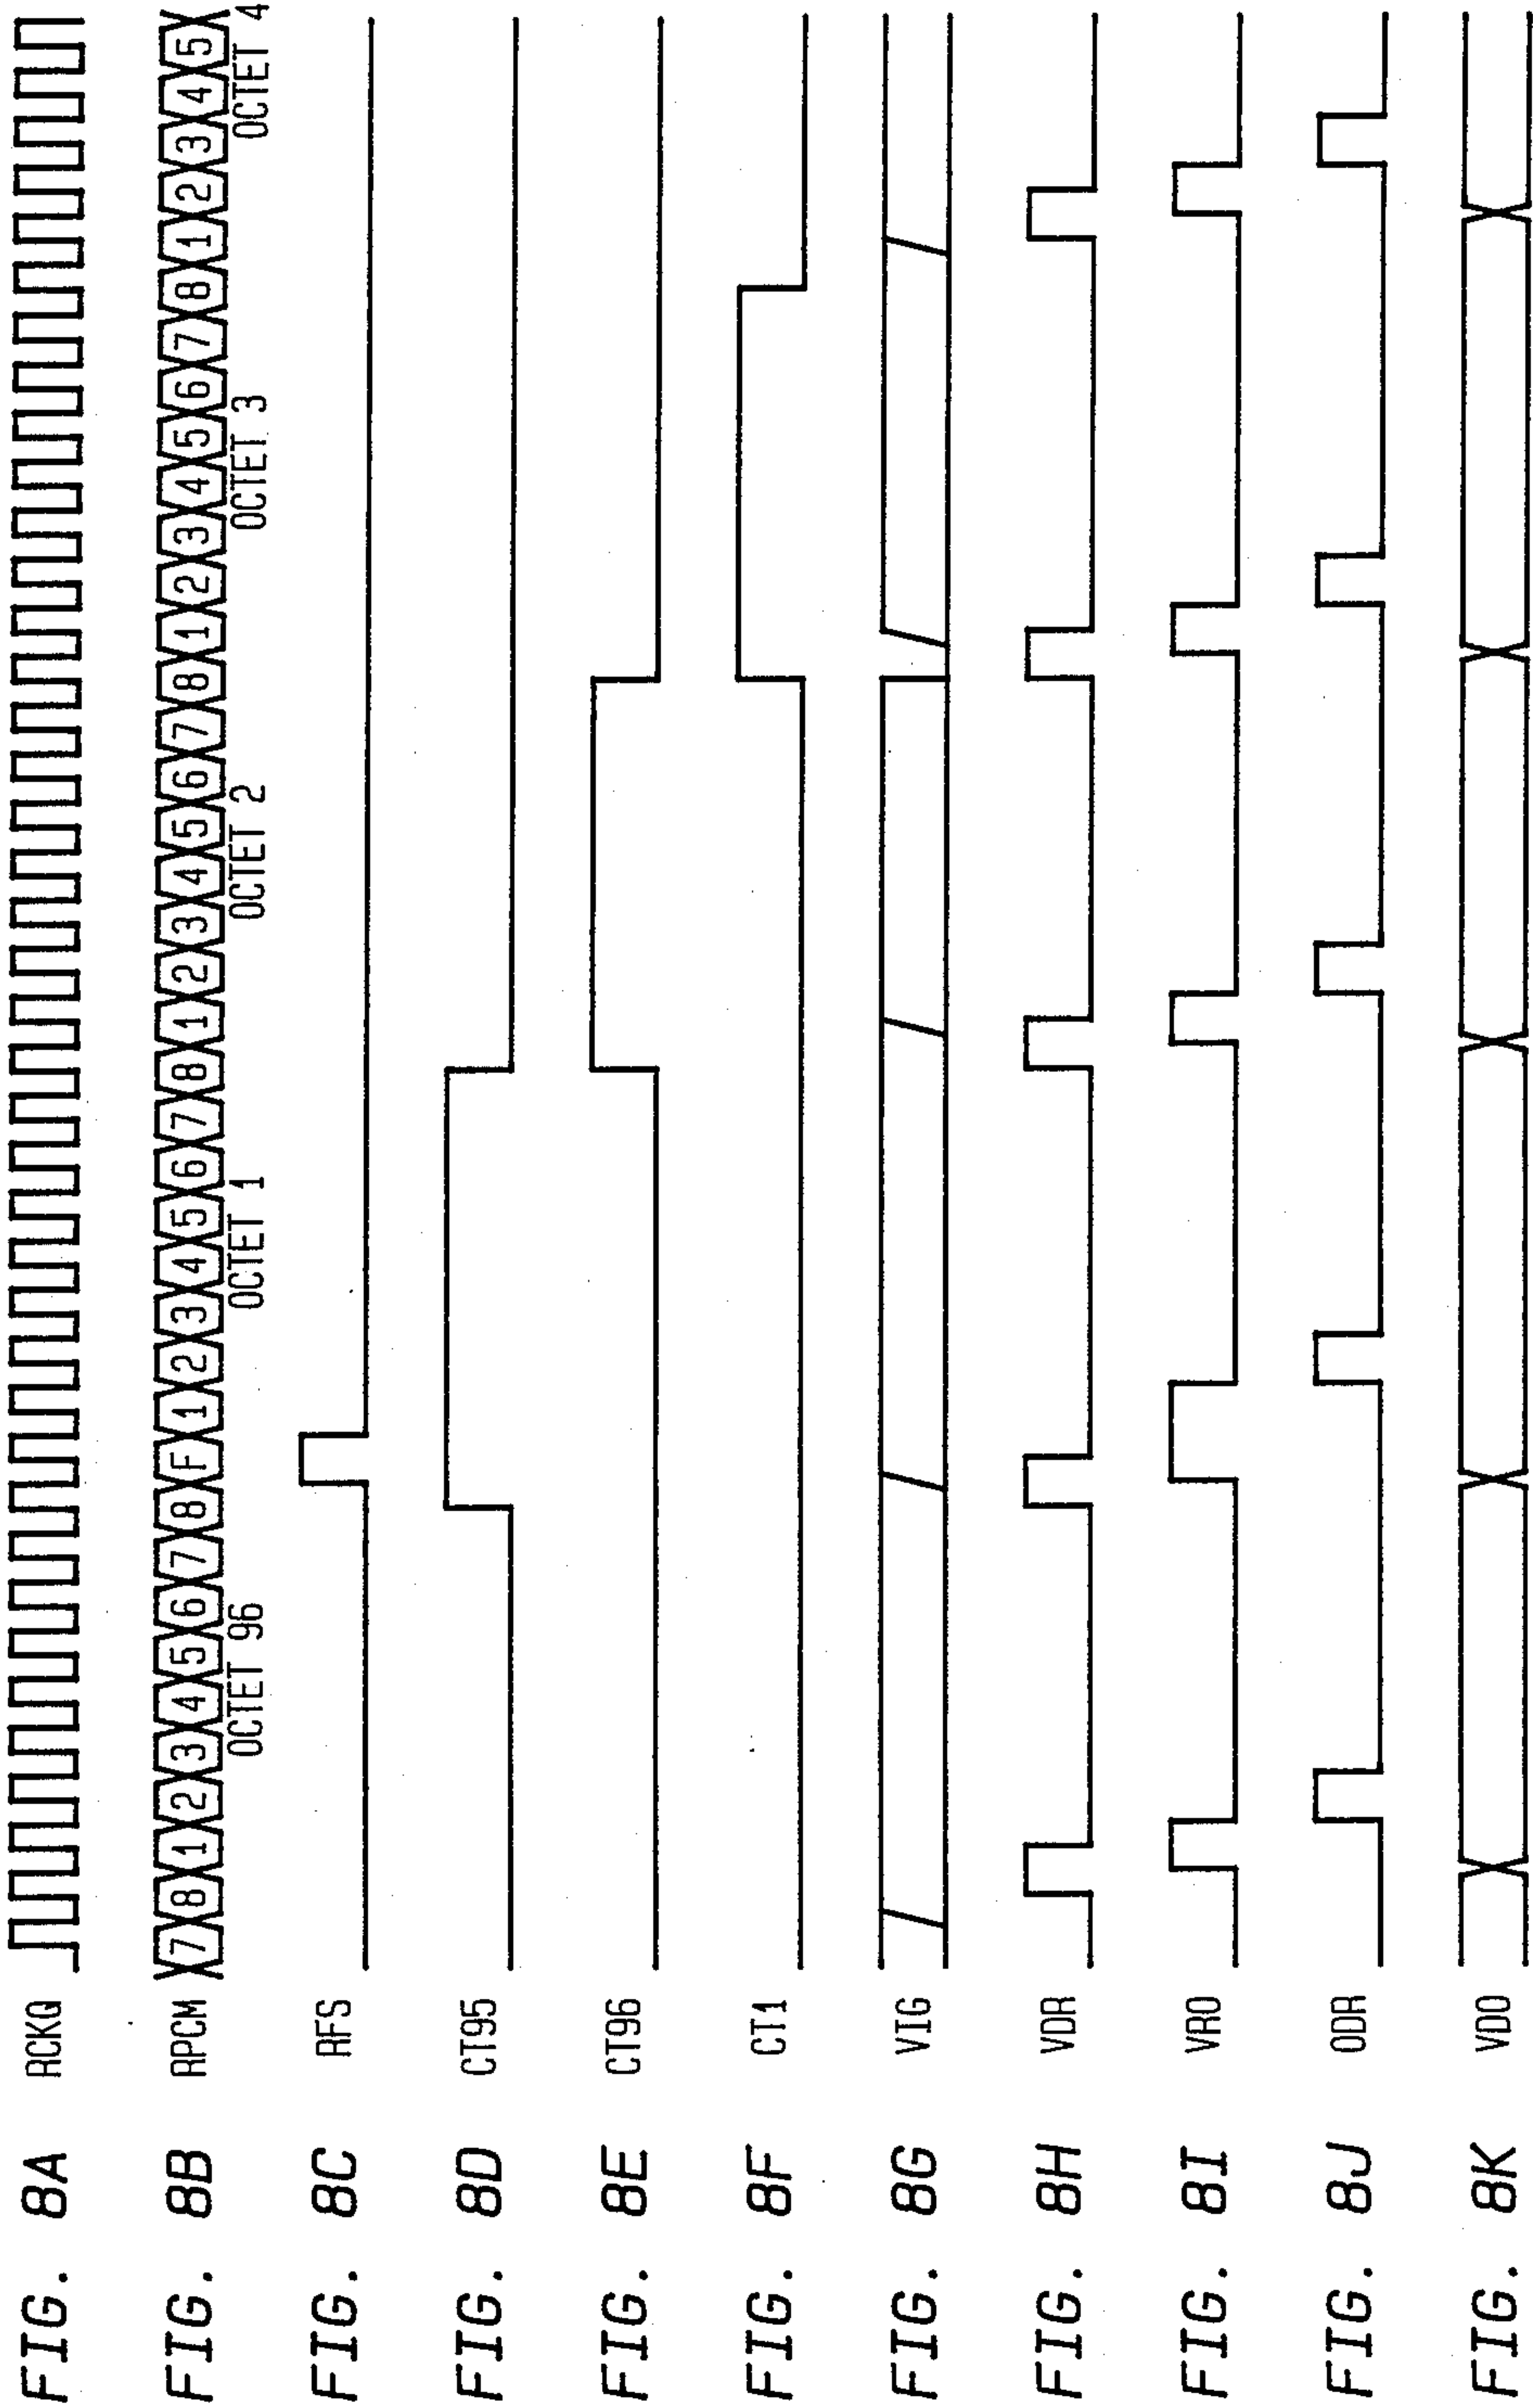 FIG. 8A RCKQ
FIG. 8B RPCM 7 8 1 2 3 4 5 6 7 8 F 1 2 3 4 5 6 7 8 1 2 3 4 5 6 7 8 1 2 3 4 5 6 7 8 1 2 3 4 5
OCTET 96 OCTET 1 OCTET 2 OCTET 3 OCTET 4
FIG. 8C RFS
FIG. 8D CT95
FIG. 8E CT96
FIG. 8F CT1
FIG. 8G VIG
FIG. 8H VDR
FIG. 8I VRO
FIG. 8J ODR
FIG. 8K VDO